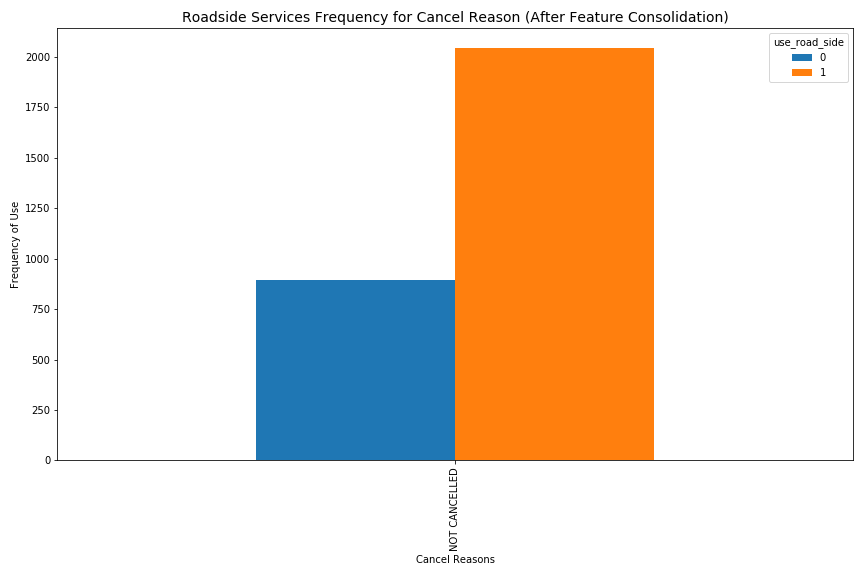 Roadside Services Frequency for Cancel Reason (After Feature Consolidation)
use_road_side
0
1
2000
1750
1500
1250
1000
750
500
250
0
Frequency of Use
NOT CANCELLED
Cancel Reasons